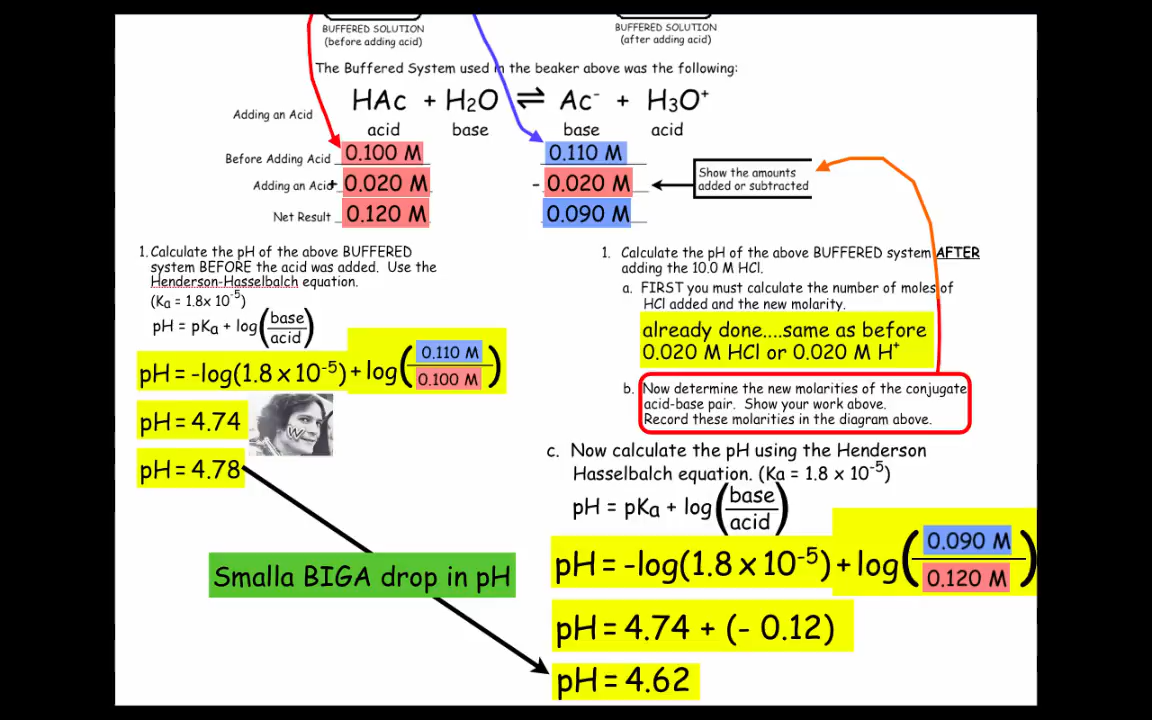 BUFFERED SOLUTION
(before adding acid)
BUFFERED SOLUTION
(after adding acid)
The Buffered System used in the beaker above was the following:
HAc + H₂O ⇌ Ac⁻ + H₃O⁺
Adding an Acid
acid base base acid
Before Adding Acid 0.100 M 0.110 M
Adding an Acid + 0.020 M - 0.020 M
Show the amounts
added or subtracted
Net Result 0.120 M 0.090 M
1. Calculate the pH of the above BUFFERED
system BEFORE the acid was added. Use the
Henderson-Hasselbalch equation.
(Ka = 1.8x 10⁻⁵)
pH = pKa + log(base/acid)
pH = -log(1.8 x 10⁻⁵) + log(0.110 M/0.100 M)
pH = 4.74
W
pH = 4.78
Smalla BIGA drop in pH
1. Calculate the pH of the above BUFFERED system AFTER
adding the 10.0 M HCl.
a. FIRST you must calculate the number of moles of
HCl added and the new molarity.
already done....same as before
0.020 M HCl or 0.020 M H⁺
b. Now determine the new molarities of the conjugate
acid-base pair. Show your work above.
Record these molarities in the diagram above.
c. Now calculate the pH using the Henderson
Hasselbalch equation. (Ka = 1.8 x 10⁻⁵)
pH = pKa + log(base/acid)
pH = -log(1.8 x 10⁻⁵) + log(0.090 M/0.120 M)
pH = 4.74 + (- 0.12)
pH = 4.62